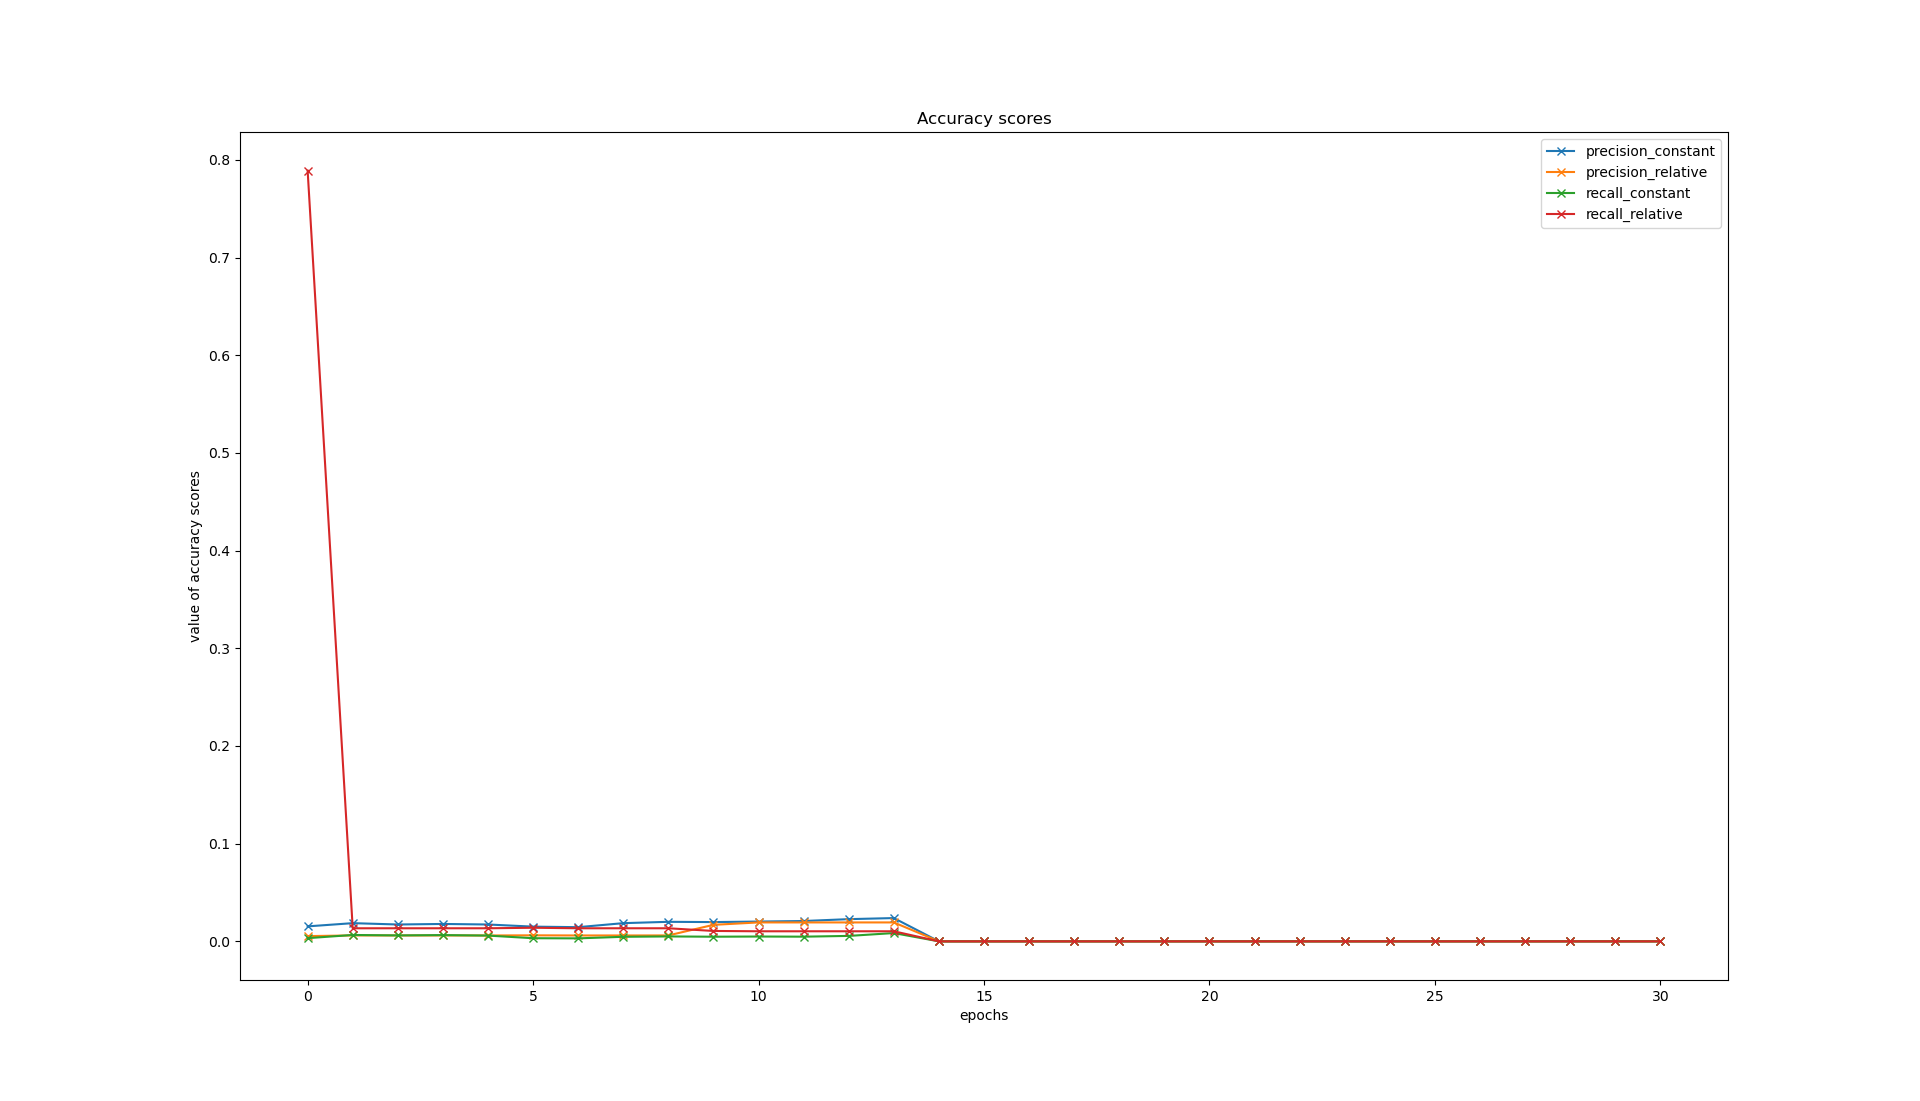 Accuracy scores
precision_constant
precision_relative
recall_constant
recall_relative
value of accuracy scores
0.8
0.7
0.6
0.5
0.4
0.3
0.2
0.1
0.0
0 5 10 15 20 25 30
epochs